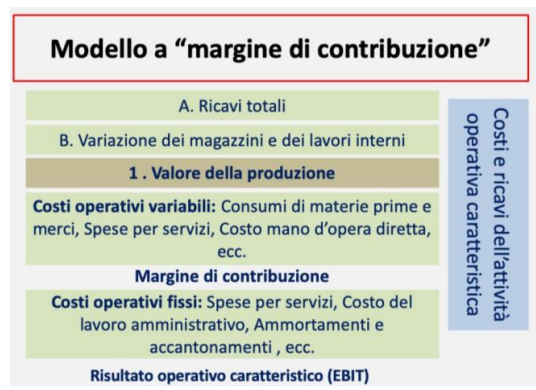 Modello a “margine di contribuzione”
A. Ricavi totali
B. Variazione dei magazzini e dei lavori interni
1 . Valore della produzione
Costi operativi variabili: Consumi di materie prime e
merci, Spese per servizi, Costo mano d’opera diretta,
ecc.
Margine di contribuzione
Costi operativi fissi: Spese per servizi, Costo del
lavoro amministrativo, Ammortamenti e
accantonamenti , ecc.
Risultato operativo caratteristico (EBIT)
Costi e ricavi dell’attività
operativa caratteristica